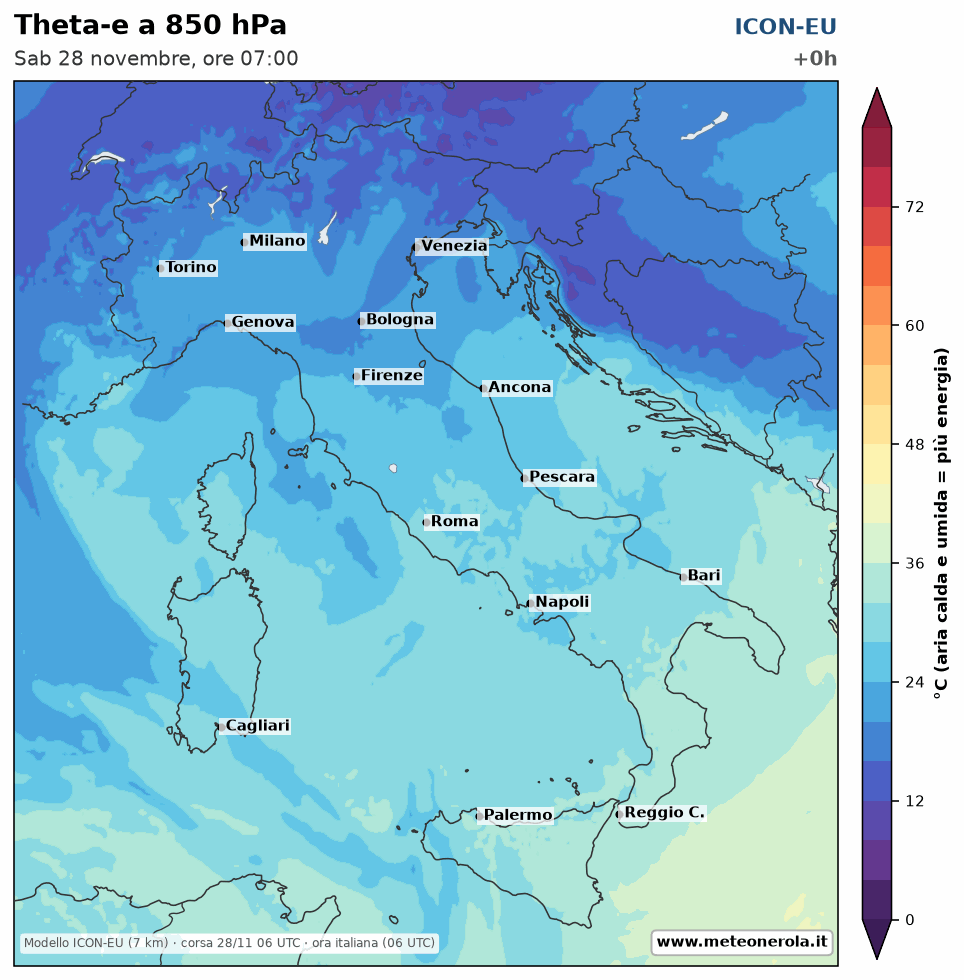 Theta-e a 850 hPa
ICON-EU
Sab 28 novembre, ore 07:00
+0h
Milano
Venezia
Torino
Genova
Bologna
Firenze
Ancona
Pescara
Roma
Bari
Napoli
Cagliari
Palermo
Reggio C.
72
60
48
36
24
12
0
°C (aria calda e umida = più energia)
Modello ICON-EU (7 km) · corsa 28/11 06 UTC · ora italiana (06 UTC)
www.meteonerola.it